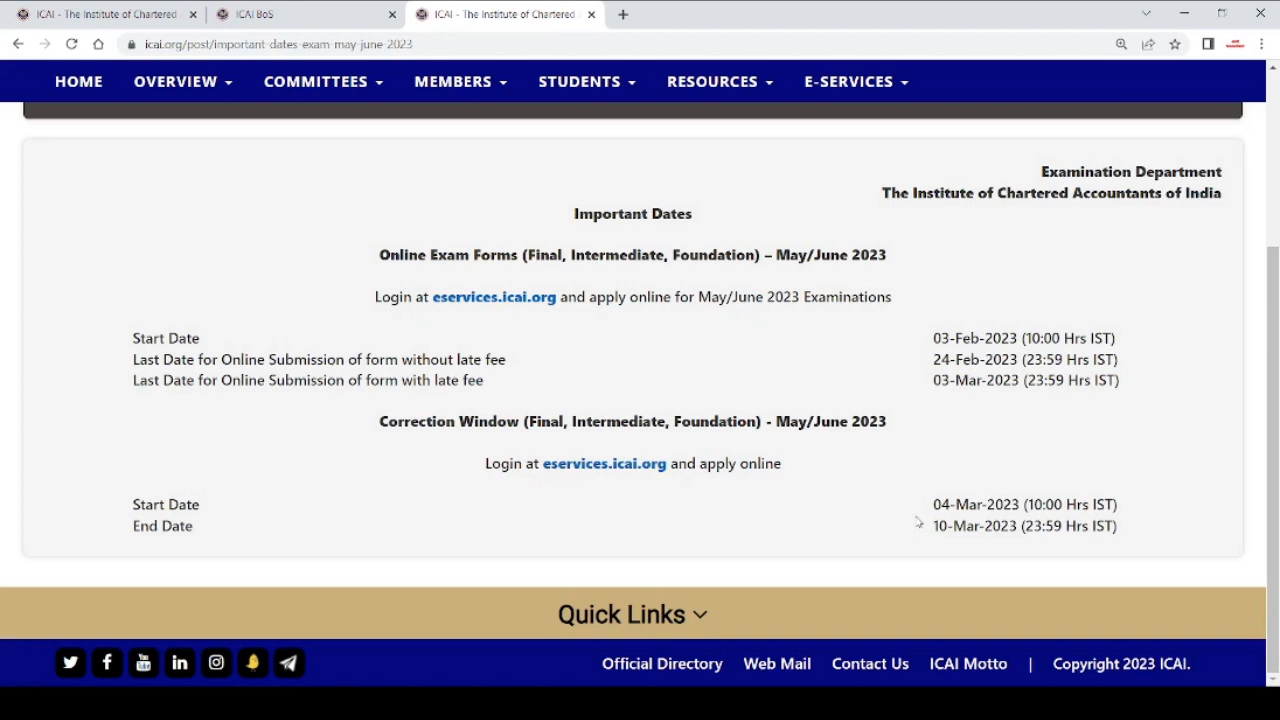 ICAI - The Institute of Chartered
ICAI BoS
ICAI - The Institute of Chartered
icai.org/post/important-dates-exam-may-june-2023
HOME OVERVIEW COMMITTEES MEMBERS STUDENTS RESOURCES E-SERVICES
Examination Department
The Institute of Chartered Accountants of India
Important Dates
Online Exam Forms (Final, Intermediate, Foundation) – May/June 2023
Login at eservices.icai.org and apply online for May/June 2023 Examinations
Start Date 03-Feb-2023 (10:00 Hrs IST)
Last Date for Online Submission of form without late fee 24-Feb-2023 (23:59 Hrs IST)
Last Date for Online Submission of form with late fee 03-Mar-2023 (23:59 Hrs IST)
Correction Window (Final, Intermediate, Foundation) - May/June 2023
Login at eservices.icai.org and apply online
Start Date 04-Mar-2023 (10:00 Hrs IST)
End Date 10-Mar-2023 (23:59 Hrs IST)
Quick Links
Official Directory Web Mail Contact Us ICAI Motto | Copyright 2023 ICAI.